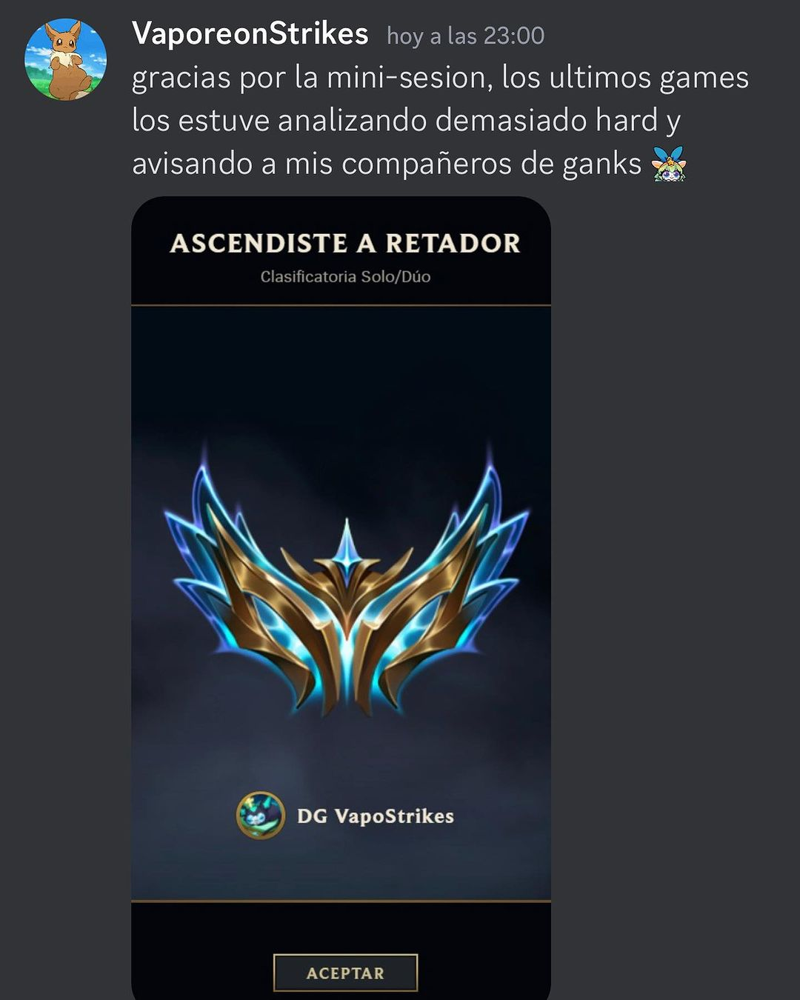 VaporeonStrikes hoy a las 23:00
gracias por la mini-sesion, los ultimos games
los estuve analizando demasiado hard y
avisando a mis compañeros de ganks
ASCENDISTE A RETADOR
Clasificatoria Solo/Dúo
DG VapoStrikes
ACEPTAR